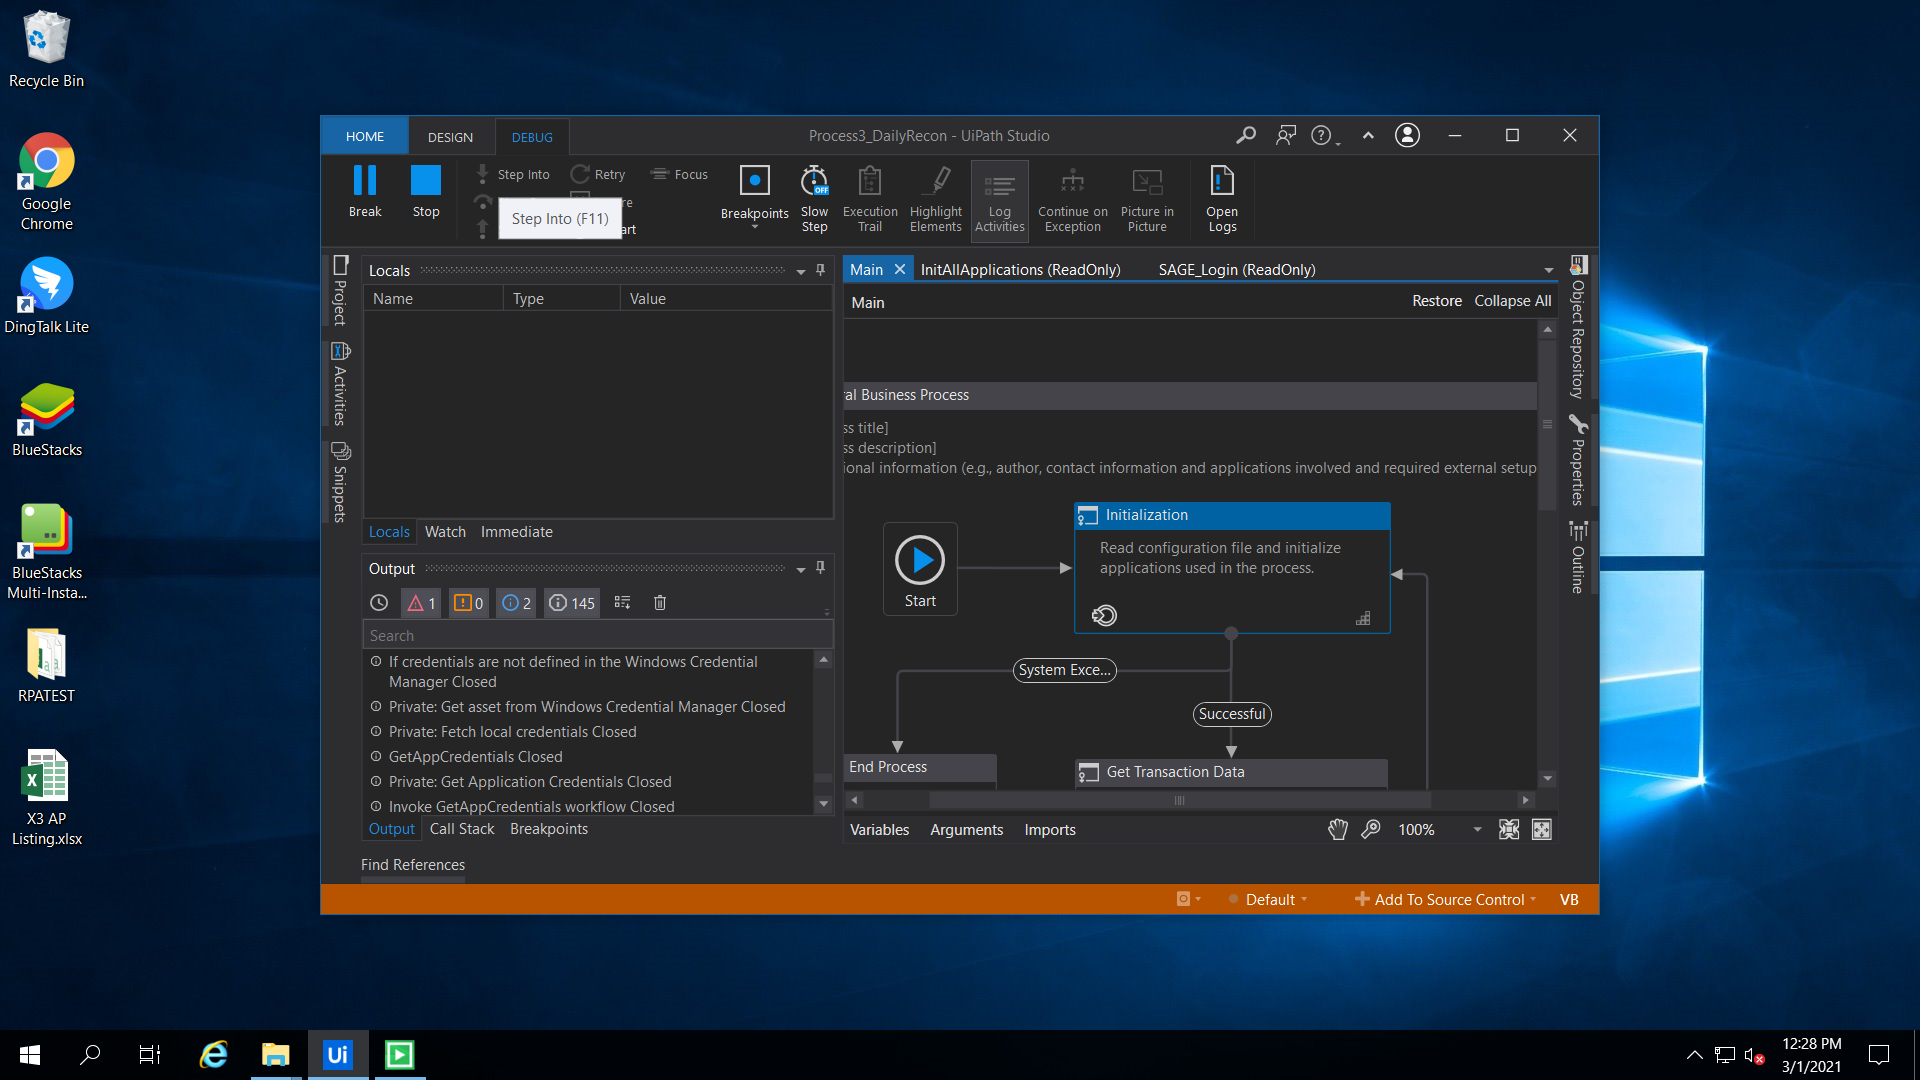 Recycle Bin
Google
Chrome
DingTalk Lite
BlueStacks
BlueStacks
Multi-Insta...
RPATEST
X3 AP
Listing.xlsx
HOME
DESIGN
DEBUG
Process3_DailyRecon - UiPath Studio
Break
Stop
Step Into
Retry
Focus
Step Into (F11)
re
art
Breakpoints
Slow
Step
OFF
Execution
Trail
Highlight
Elements
Log
Activities
Continue on
Exception
Picture in
Picture
Open
Logs
Project
Activities
Snippets
Locals
Name
Type
Value
Locals
Watch
Immediate
Output
1
0
2
145
Search
If credentials are not defined in the Windows Credential
Manager Closed
Private: Get asset from Windows Credential Manager Closed
Private: Fetch local credentials Closed
GetAppCredentials Closed
Private: Get Application Credentials Closed
Invoke GetAppCredentials workflow Closed
Output
Call Stack
Breakpoints
Find References
Main
InitAllApplications (ReadOnly)
SAGE_Login (ReadOnly)
Main
Restore
Collapse All
ral Business Process
ss title]
ss description]
ional information (e.g., author, contact information and applications involved and required external setup
Start
Initialization
Read configuration file and initialize
applications used in the process.
System Exce...
Successful
End Process
Get Transaction Data
Variables
Arguments
Imports
100%
Object Repository
Properties
Outline
Default
Add To Source Control
VB
Ui
12:28 PM
3/1/2021